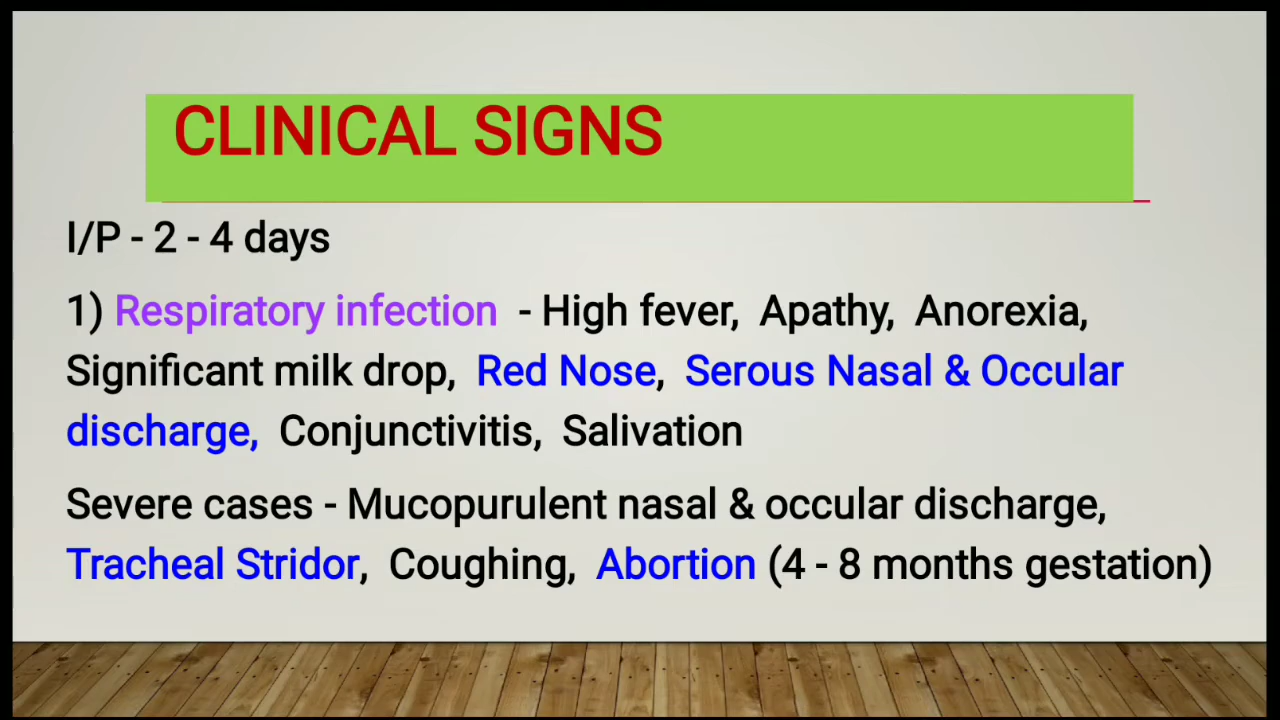 CLINICAL SIGNS
I/P - 2 - 4 days
1) Respiratory infection - High fever, Apathy, Anorexia,
Significant milk drop, Red Nose, Serous Nasal & Occular
discharge, Conjunctivitis, Salivation
Severe cases - Mucopurulent nasal & occular discharge,
Tracheal Stridor, Coughing, Abortion (4 - 8 months gestation)